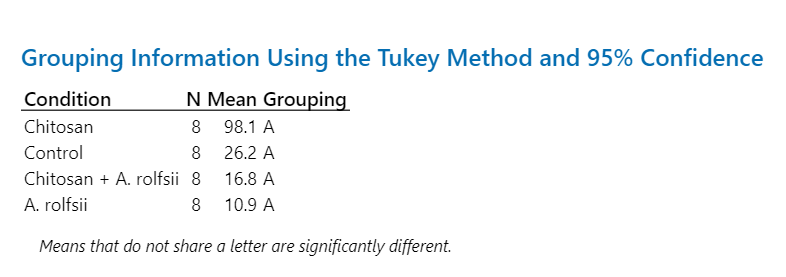 Grouping Information Using the Tukey Method and 95% Confidence
Condition N Mean Grouping
Chitosan 8 98.1 A
Control 8 26.2 A
Chitosan + A. rolfsii 8 16.8 A
A. rolfsii 8 10.9 A
Means that do not share a letter are significantly different.